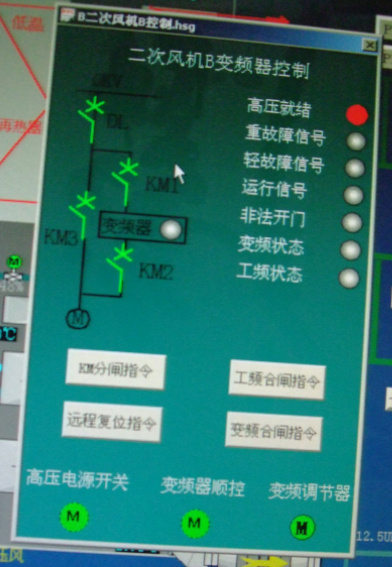 B二次风机B控制.hsg
低温
二次风机B变频器控制
6KV
高压就绪
DL
重故障信号
再热器
轻故障信号
KM1
运行信号
变频器
非法开门
KM3
变频状态
KM2
工频状态
M
M
KM分闸指令
工频合闸指令
远程复位指令
变频合闸指令
高压电源开关
变频器顺控
变频调节器
M
M
M